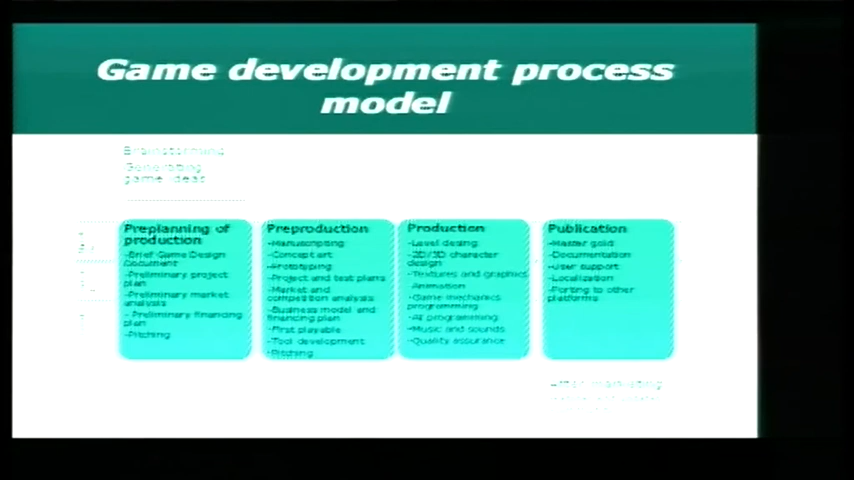 Game development process
model
Brainstorming
Generating
game ideas
Preplanning of
production
-Brief Game Design
Document
-Preliminary project
plan
-Preliminary market
analysis
- Preliminary financing
plan
-Pitching
Preproduction
-Manuscripting
-Concept art
-Prototyping
-Project and test plans
-Market and
competition analysis
-Business model and
financing plan
-First playable
-Tool development
-Pitching
Production
-Level desing
-2D/3D character
design
-Textures and graphics
Animation
-Game mechanics
programming
-AI programming
-Music and sounds
-Quality assurance
Publication
-Master gold
-Documentation
-User support
-Localization
-Porting to other
platforms
-After marketing